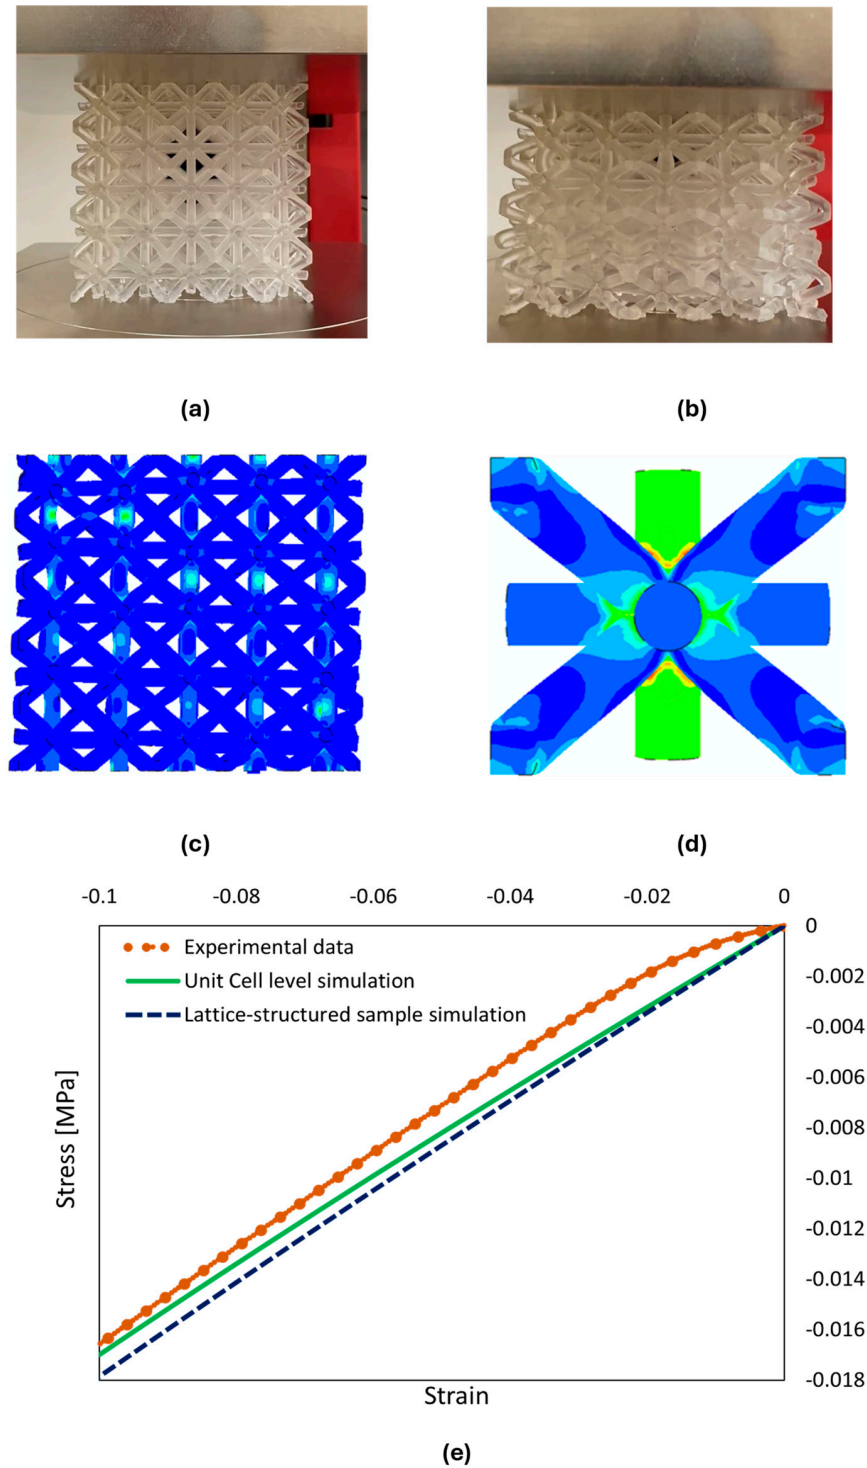 (a)
(b)
(c)
(d)
-0.1 -0.08 -0.06 -0.04 -0.02 0
0
-0.002
-0.004
-0.006
-0.008
-0.01
-0.012
-0.014
-0.016
-0.018
Experimental data
Unit Cell level simulation
Lattice-structured sample simulation
Stress [MPa]
Strain
(e)